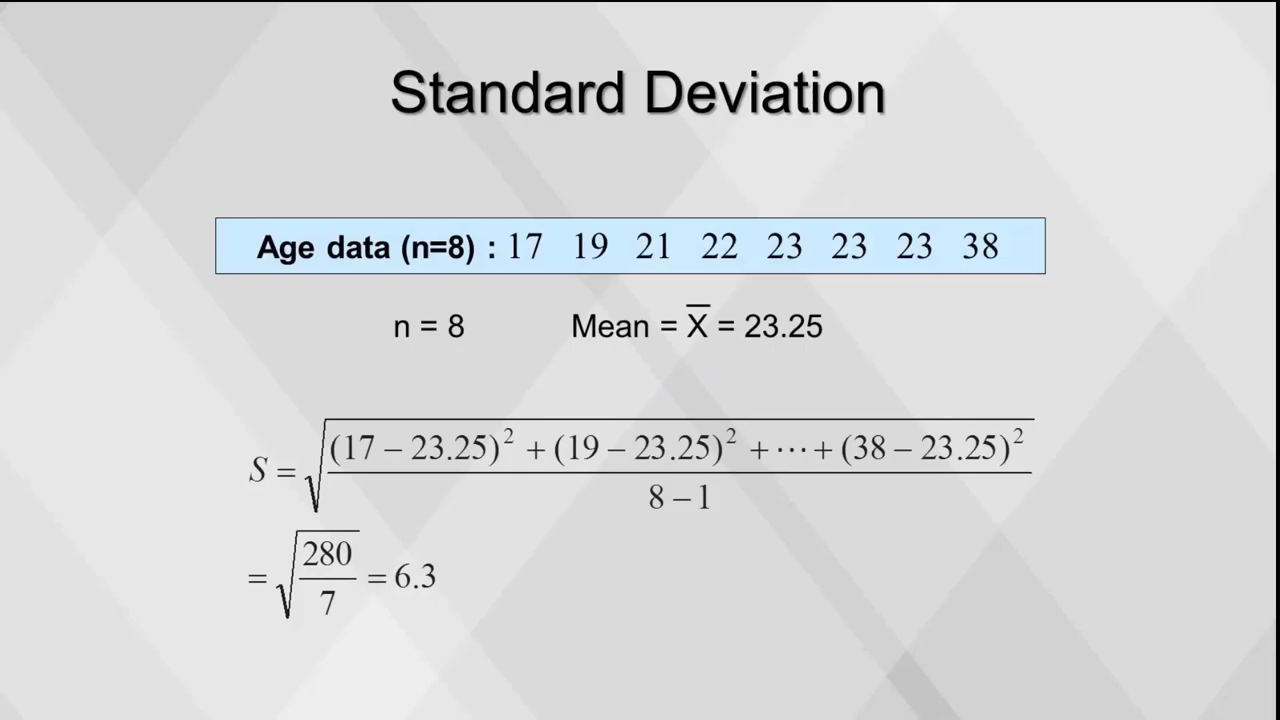 Standard Deviation
Age data (n=8) : 17 19 21 22 23 23 23 38
n = 8 Mean = X̅ = 23.25
S = √((17 – 23.25)² + (19 – 23.25)² + ⋯ + (38 – 23.25)² / 8 – 1)
= √(280 / 7) = 6.3